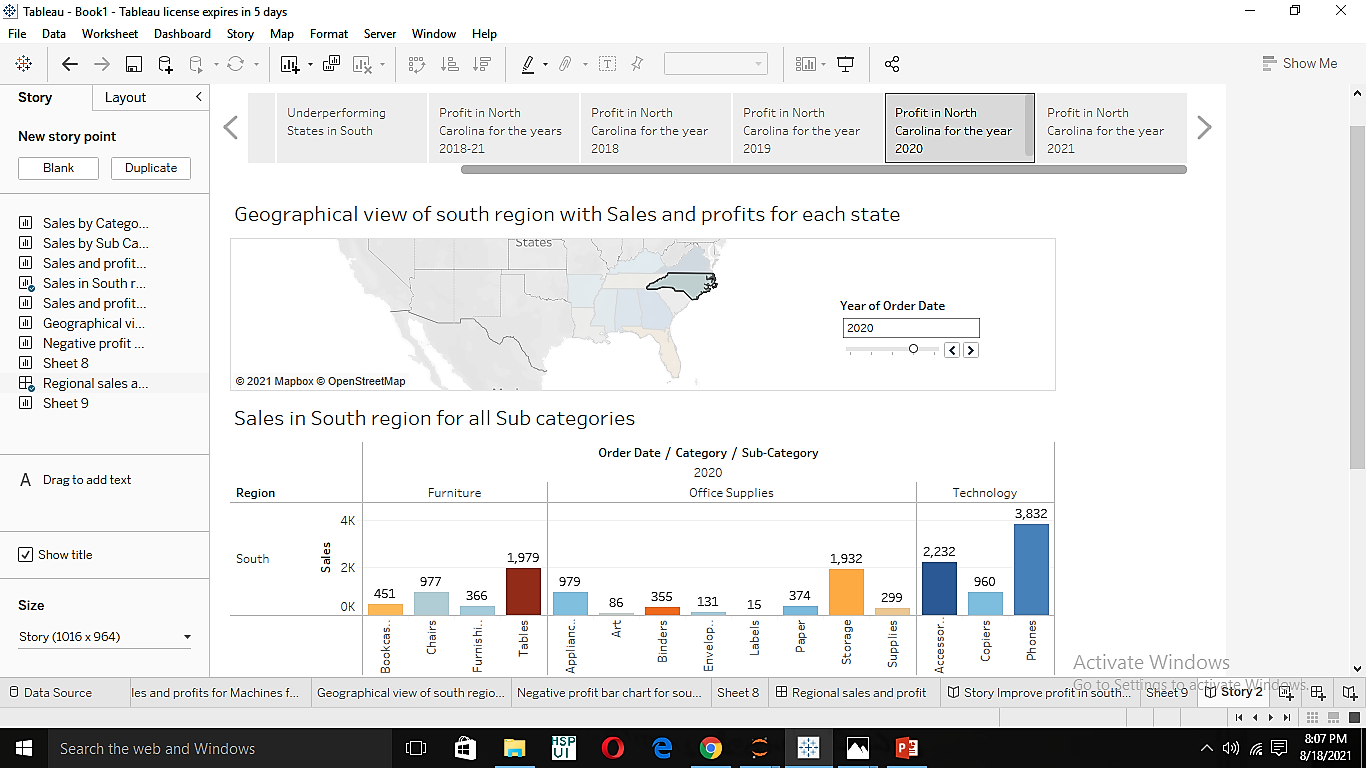 Tableau - Book1 - Tableau license expires in 5 days
File Data Worksheet Dashboard Story Map Format Server Window Help
Show Me
Story Layout
New story point
Blank Duplicate
Sales by Catego...
Sales by Sub Ca...
Sales and profit...
Sales in South r...
Sales and profit...
Geographical vi...
Negative profit ...
Sheet 8
Regional sales a...
Sheet 9
A Drag to add text
Show title
Size
Story (1016 x 964)
Underperforming
States in South
Profit in North
Carolina for the years
2018-21
Profit in North
Carolina for the year
2018
Profit in North
Carolina for the year
2019
Profit in North
Carolina for the year
2020
Profit in North
Carolina for the year
2021
Geographical view of south region with Sales and profits for each state
States
© 2021 Mapbox © OpenStreetMap
Year of Order Date
2020
Sales in South region for all Sub categories
Order Date / Category / Sub-Category
2020
Region Furniture Office Supplies Technology
South
Sales
4K
2K
0K
451 977 366 1,979 979 86 355 131 15 374 1,932 299 2,232 960 3,832
Bookcas.. Chairs Furnishi.. Tables Applianc.. Art Binders Envelop.. Labels Paper Storage Supplies Accessor.. Copiers Phones
Activate Windows
Go to Settings to activate Windows.
Data Source les and profits for Machines f... Geographical view of south regio... Negative profit bar chart for sou... Sheet 8 Regional sales and profit Story Improve profit in south... Sheet 9 Story 2
Search the web and Windows
HSP
UI
8:07 PM
8/18/2021